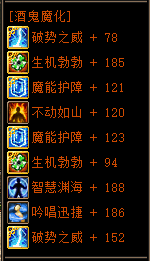 [酒鬼魔化]
破势之威 + 78
生机勃勃 + 185
魔能护障 + 121
不动如山 + 120
魔能护障 + 123
生机勃勃 + 94
智慧渊海 + 188
吟唱迅捷 + 186
破势之威 + 152